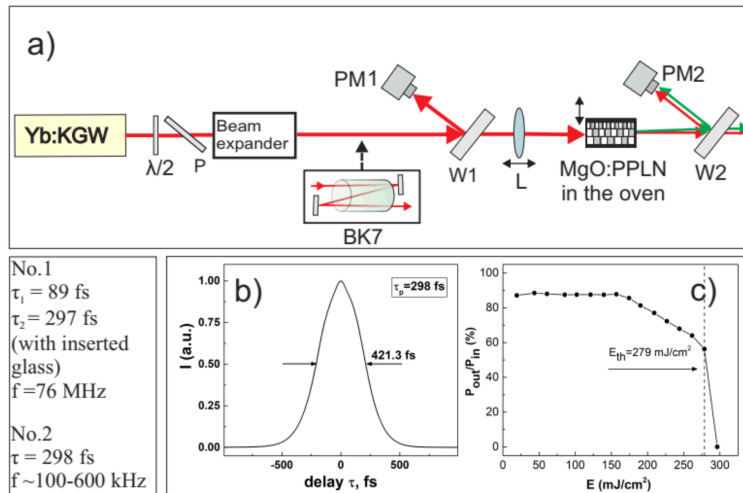 a)
PM1
PM2
Yb:KGW
λ/2
P
Beam
expander
BK7
W1
L
MgO:PPLN
in the oven
W2
No.1
τ₁ = 89 fs
τ₂ = 297 fs
(with inserted
glass)
f =76 MHz
No.2
τ = 298 fs
f ~100-600 kHz
b)
τₚ=298 fs
421.3 fs
I (a.u.)
1.00
0.75
0.50
0.25
0.00
-500 0 500
delay τ, fs
c)
E_th=279 mJ/cm²
P_out/P_in (%)
100
80
60
40
20
0
0 50 100 150 200 250 300
E (mJ/cm²)